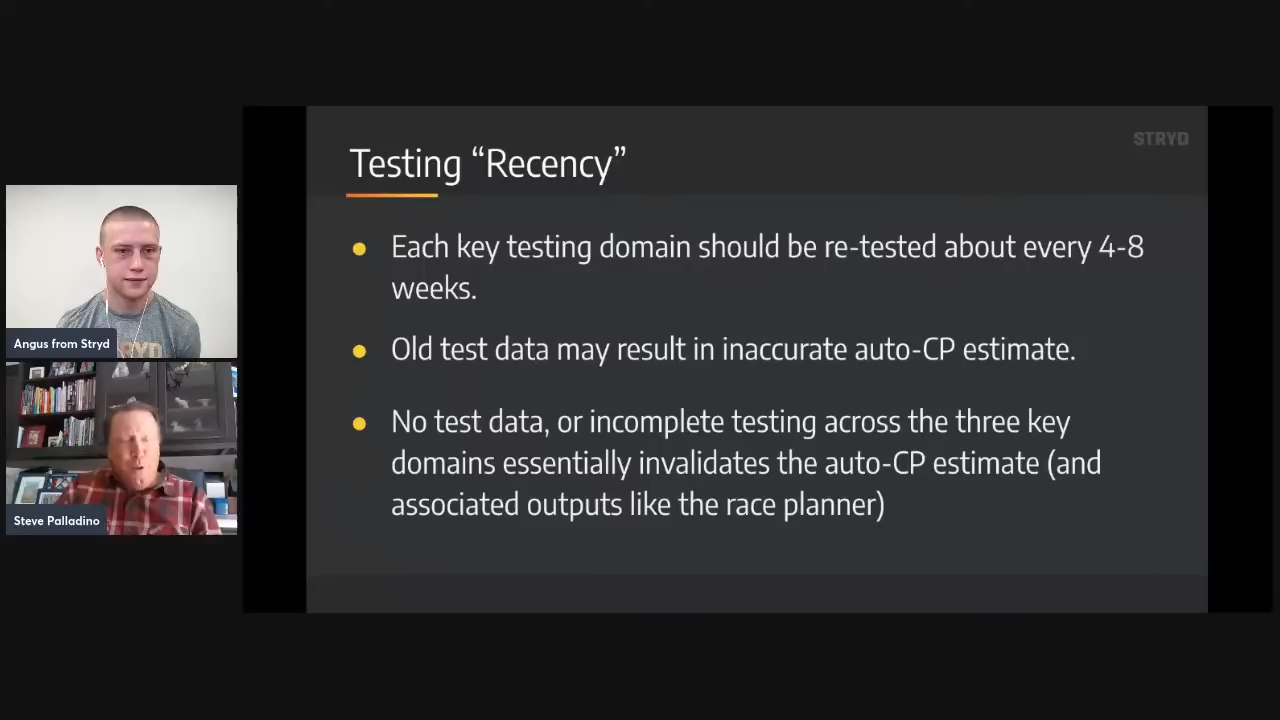 STRYD
Testing “Recency”
Each key testing domain should be re-tested about every 4-8
weeks.
Old test data may result in inaccurate auto-CP estimate.
No test data, or incomplete testing across the three key
domains essentially invalidates the auto-CP estimate (and
associated outputs like the race planner)
Angus from Stryd
Steve Palladino